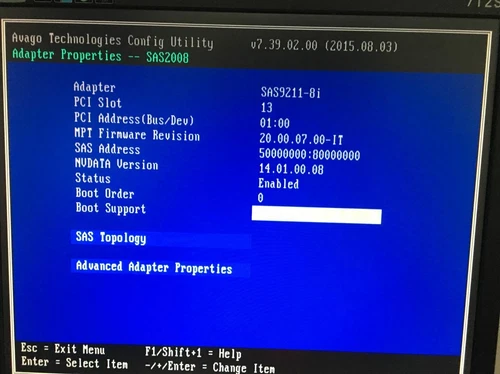 Avago Technologies Config Utility v7.39.02.00 (2015.08.03)
Adapter Properties -- SAS2008
Adapter SAS9211-8i
PCI Slot 13
PCI Address(Bus/Dev) 01:00
MPT Firmware Revision 20.00.07.00-IT
SAS Address 50000000:80000000
NVDATA Version 14.01.00.08
Status Enabled
Boot Order 0
Boot Support
SAS Topology
Advanced Adapter Properties
Esc = Exit Menu F1/Shift+1 = Help
Enter = Select Item -/+/Enter = Change Item